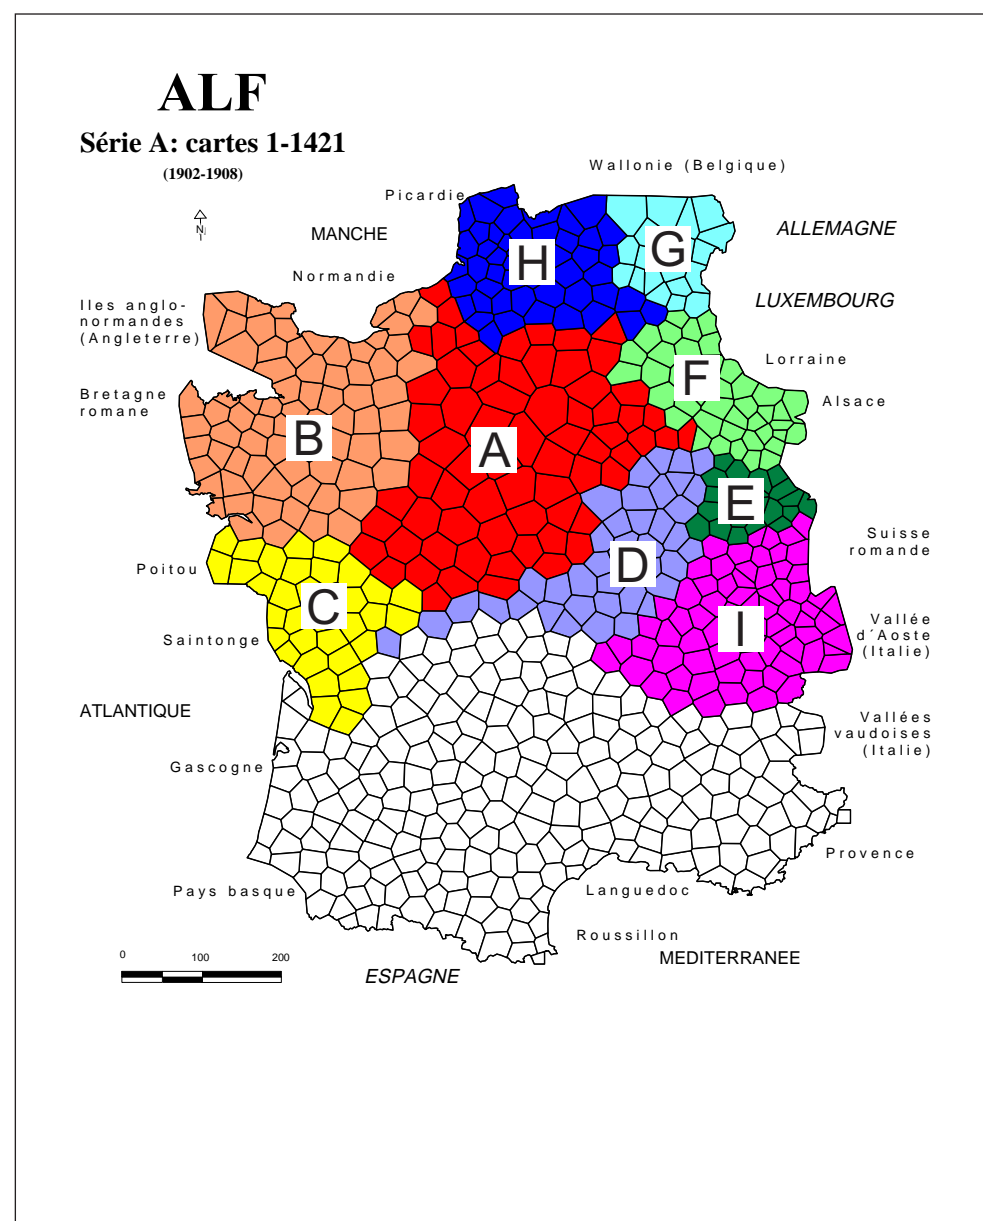 ALF
Série A: cartes 1-1421
(1902-1908)
N
Wallonie (Belgique)
Picardie
ALLEMAGNE
MANCHE
H
G
Normandie
LUXEMBOURG
Iles anglo-
normandes
(Angleterre)
Lorraine
F
Bretagne
romane
Alsace
B
A
E
Suisse
romande
Poitou
D
C
Vallée
d´Aoste
(Italie)
I
Saintonge
ATLANTIQUE
Vallées
vaudoises
(Italie)
Gascogne
Provence
Pays basque
Languedoc
Roussillon
MEDITERRANEE
0 100 200
ESPAGNE